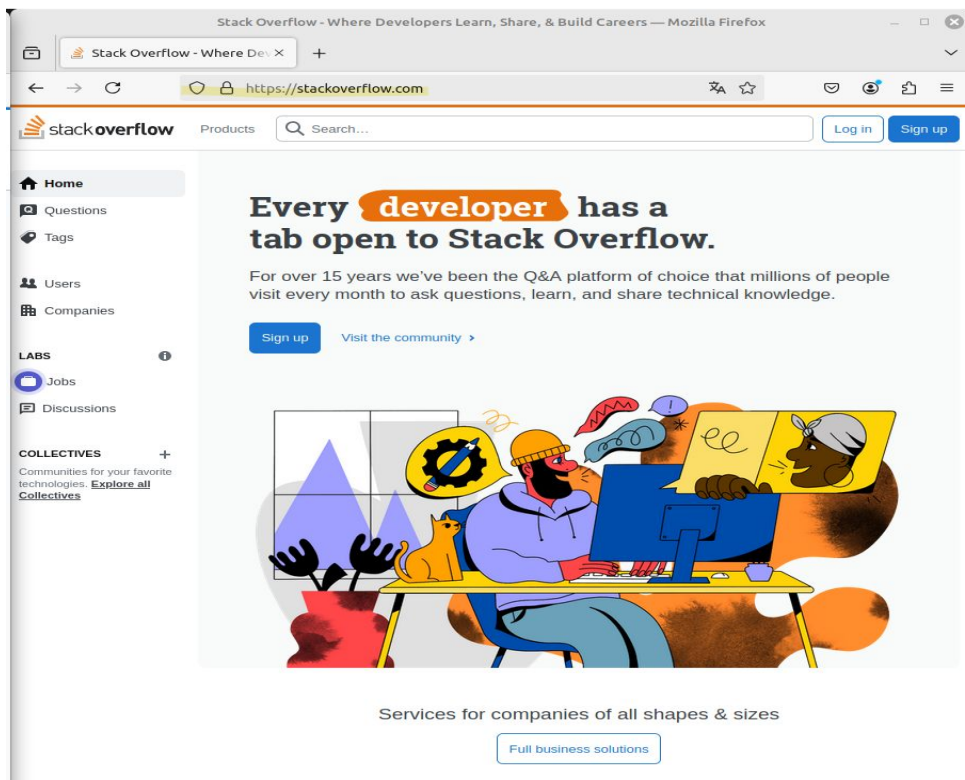 Stack Overflow - Where Developers Learn, Share, & Build Careers — Mozilla Firefox
Stack Overflow - Where Dev
https://stackoverflow.com
stack overflow
Products
Search...
Log in
Sign up
Home
Questions
Tags
Users
Companies
LABS
Jobs
Discussions
COLLECTIVES
Communities for your favorite
technologies. Explore all
Collectives
Every developer has a
tab open to Stack Overflow.
For over 15 years we’ve been the Q&A platform of choice that millions of people
visit every month to ask questions, learn, and share technical knowledge.
Sign up
Visit the community
Services for companies of all shapes & sizes
Full business solutions